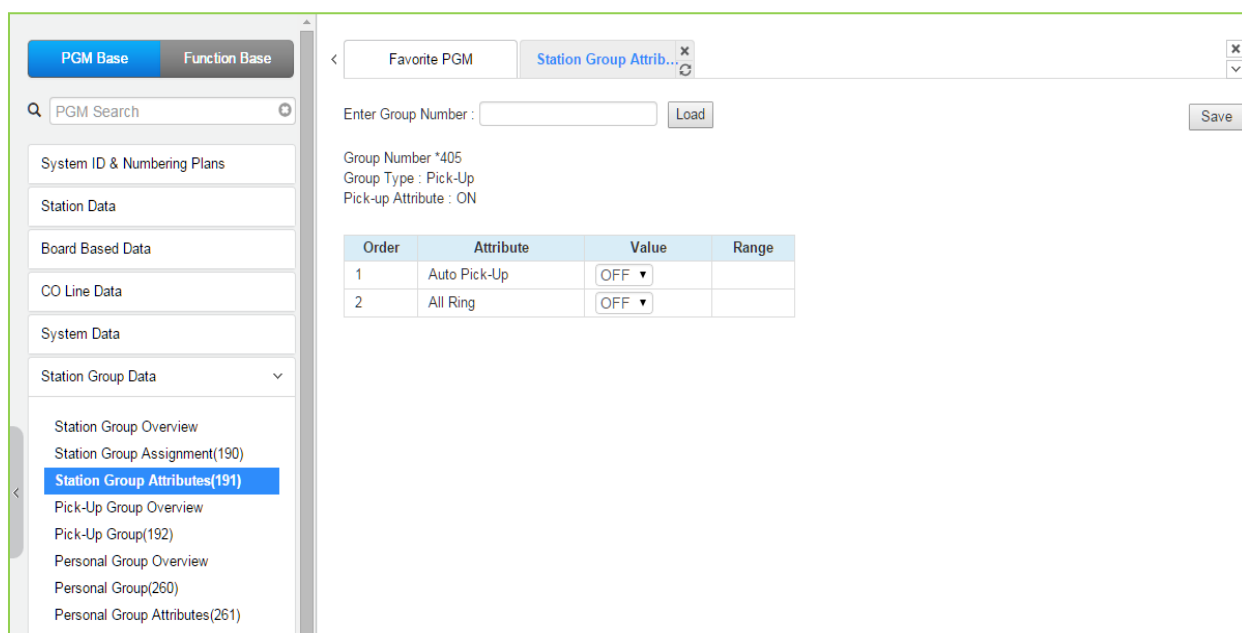 PGM Base
Function Base
PGM Search
System ID & Numbering Plans
Station Data
Board Based Data
CO Line Data
System Data
Station Group Data
Station Group Overview
Station Group Assignment(190)
Station Group Attributes(191)
Pick-Up Group Overview
Pick-Up Group(192)
Personal Group Overview
Personal Group(260)
Personal Group Attributes(261)
Favorite PGM
Station Group Attrib...
Enter Group Number :
Load
Save
Group Number *405
Group Type : Pick-Up
Pick-up Attribute : ON
Order Attribute Value Range
1 Auto Pick-Up OFF
2 All Ring OFF